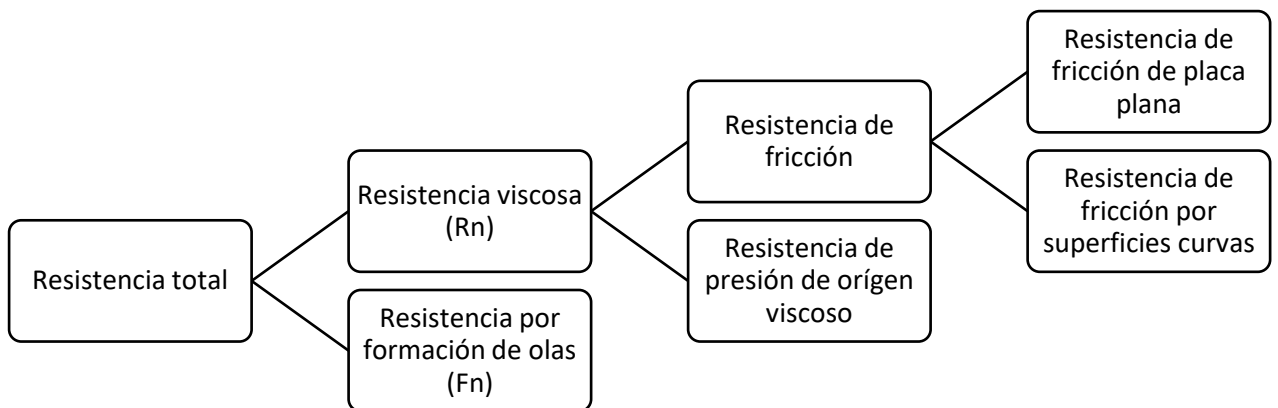 Resistencia total
Resistencia viscosa
(Rn)
Resistencia por
formación de olas
(Fn)
Resistencia de
fricción
Resistencia de
presión de orígen
viscoso
Resistencia de
fricción de placa
plana
Resistencia de
fricción por
superficies curvas